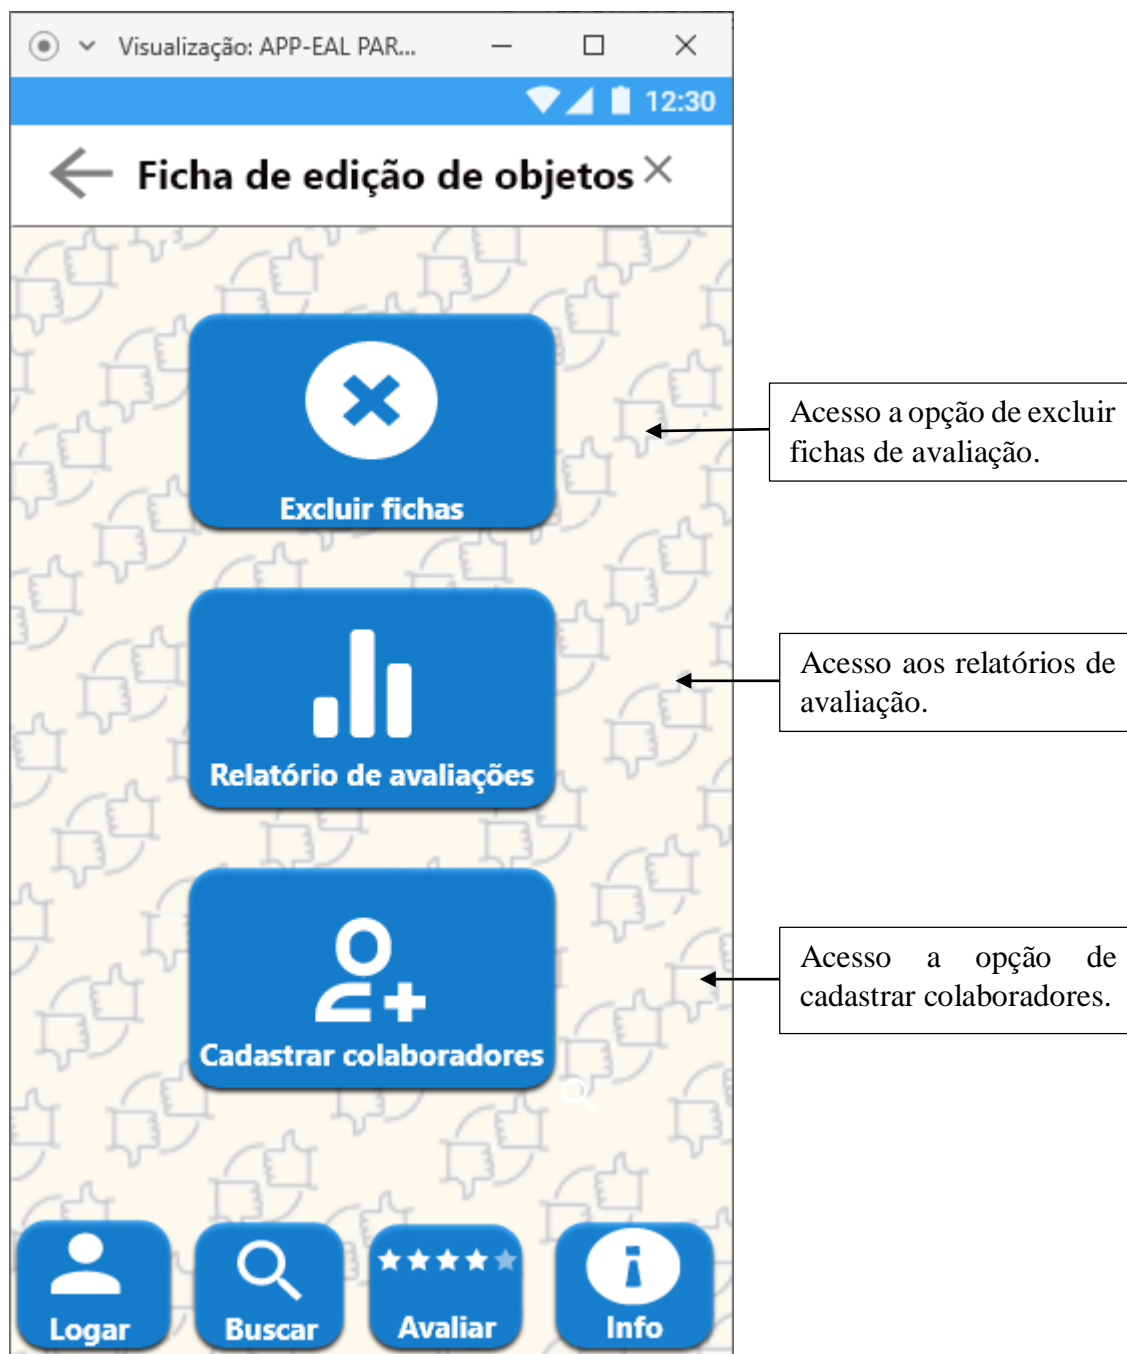 Visualização: APP-EAL PAR...
12:30
Ficha de edição de objetos
Excluir fichas
Acesso a opção de excluir
fichas de avaliação.
Relatório de avaliações
Acesso aos relatórios de
avaliação.
Cadastrar colaboradores
Acesso a opção de
cadastrar colaboradores.
Logar
Buscar
Avaliar
Info